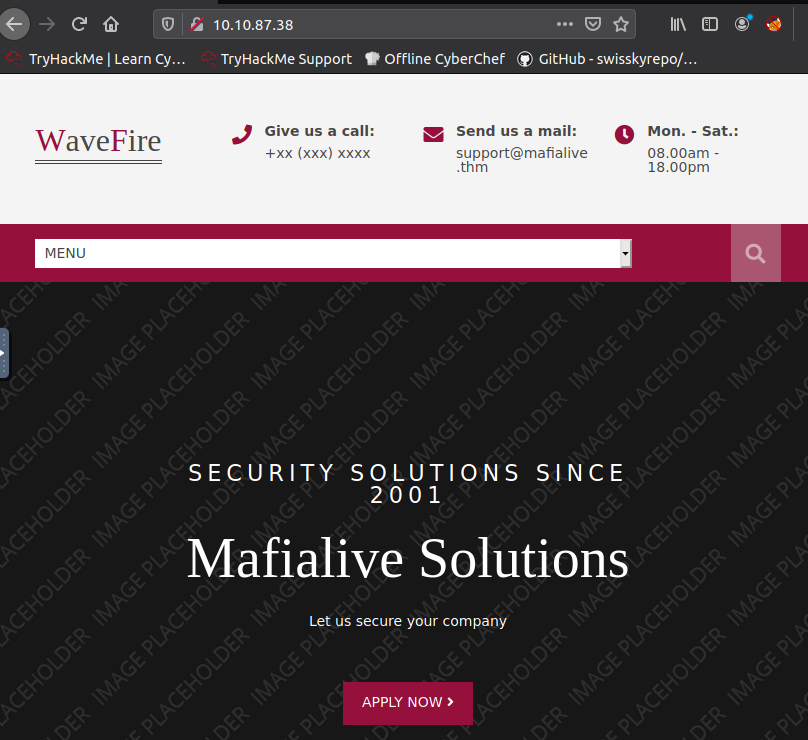 10.10.87.38
TryHackMe | Learn Cy… TryHackMe Support Offline CyberChef GitHub - swisskyrepo/…
WaveFire
Give us a call:
+xx (xxx) xxxx
Send us a mail:
support@mafialive
.thm
Mon. - Sat.:
08.00am -
18.00pm
MENU
IMAGE PLACEHOLDER
SECURITY SOLUTIONS SINCE
2001
Mafialive Solutions
Let us secure your company
APPLY NOW